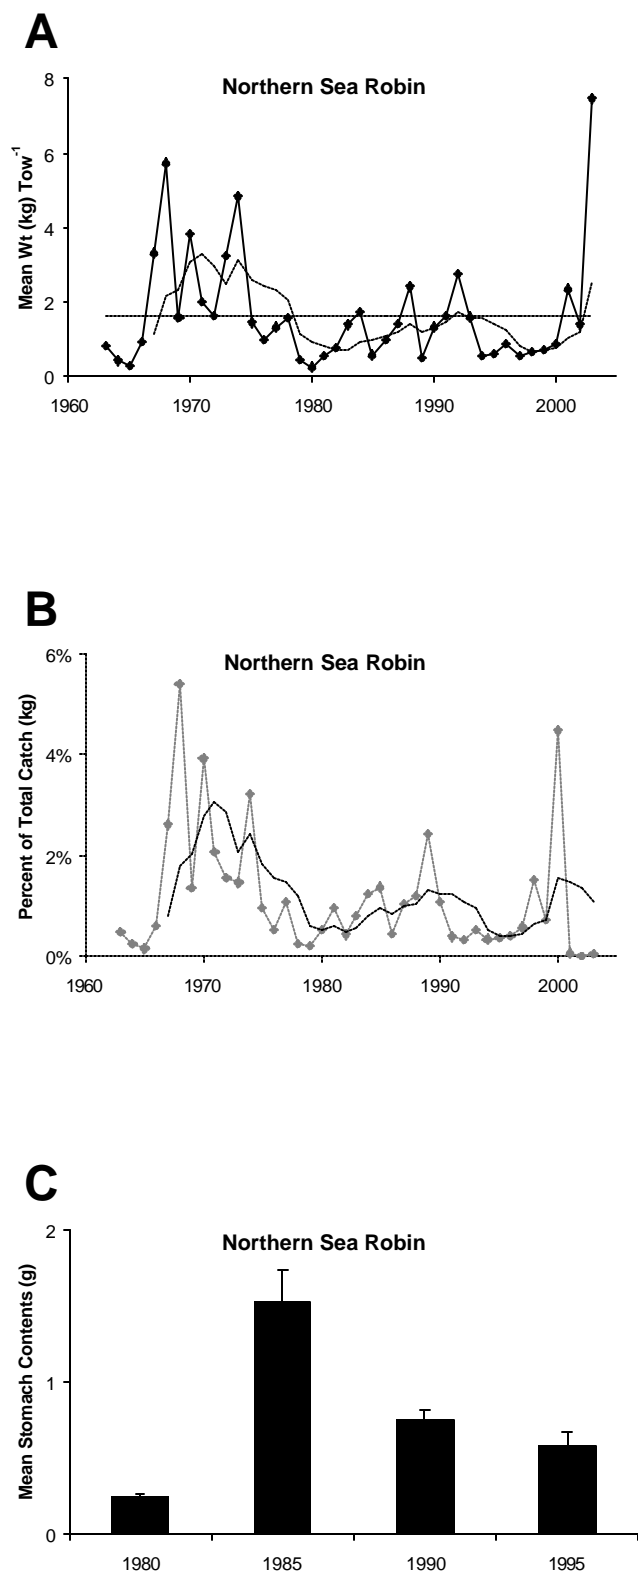 A
Northern Sea Robin
Mean Wt (kg) Tow-1
8
6
4
2
0
1960 1970 1980 1990 2000
B
Northern Sea Robin
Percent of Total Catch (kg)
6%
4%
2%
0%
1960 1970 1980 1990 2000
C
Northern Sea Robin
Mean Stomach Contents (g)
2
1
0
1980 1985 1990 1995